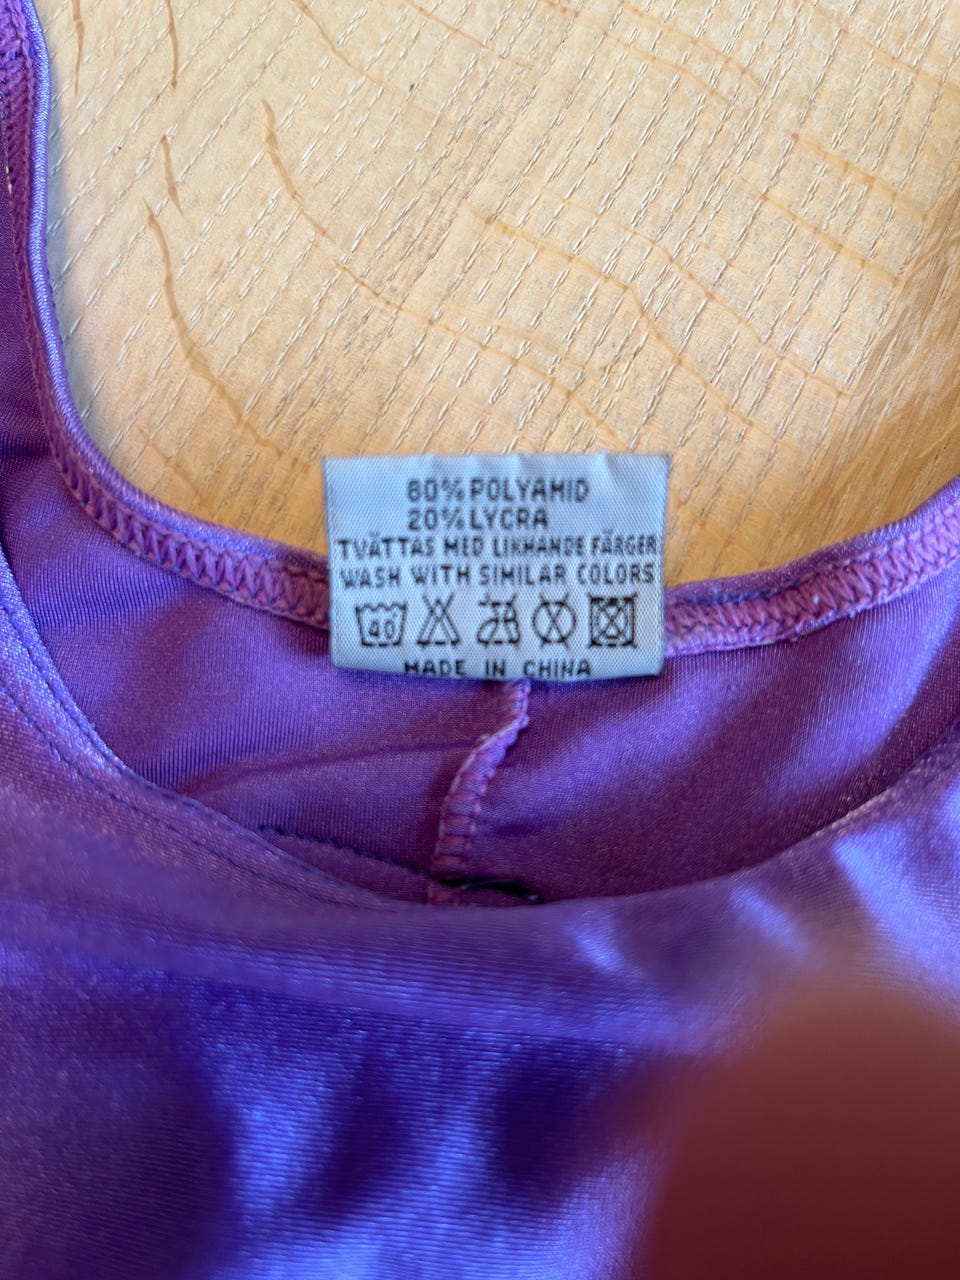 80% POLYAMID
20% LYCRA
TVÄTTAS MED LIKNANDE FÄRGER
WASH WITH SIMILAR COLORS
40
MADE IN CHINA